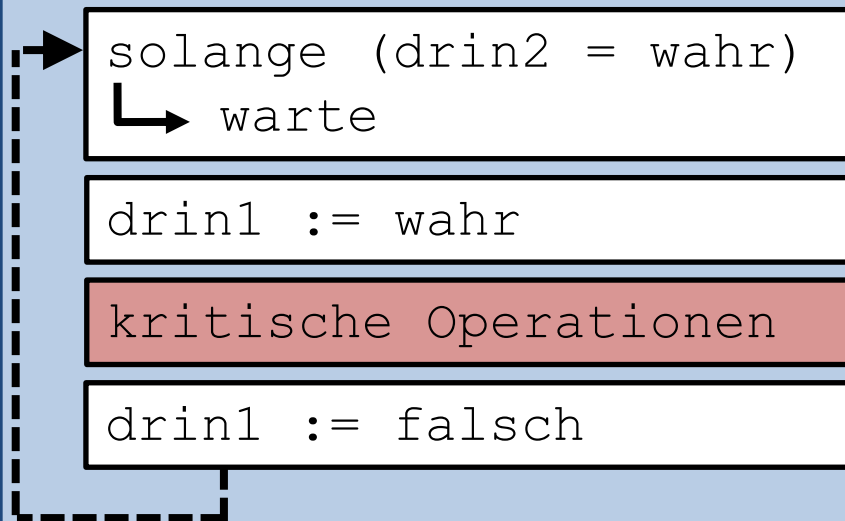 solange (drin2 = wahr)
warte
drin1 := wahr
kritische Operationen
drin1 := falsch